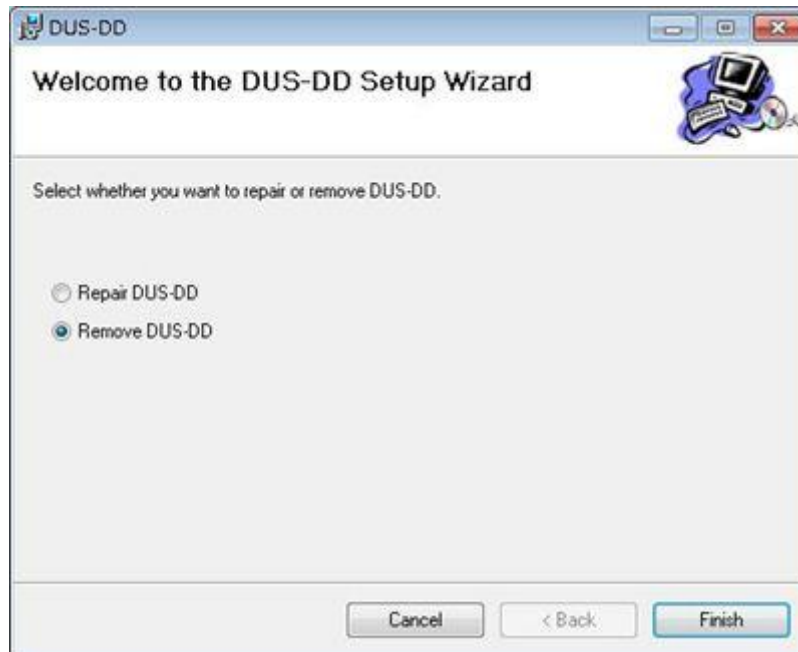 DUS-DD
Welcome to the DUS-DD Setup Wizard
Select whether you want to repair or remove DUS-DD.
Repair DUS-DD
Remove DUS-DD
Cancel
< Back
Finish